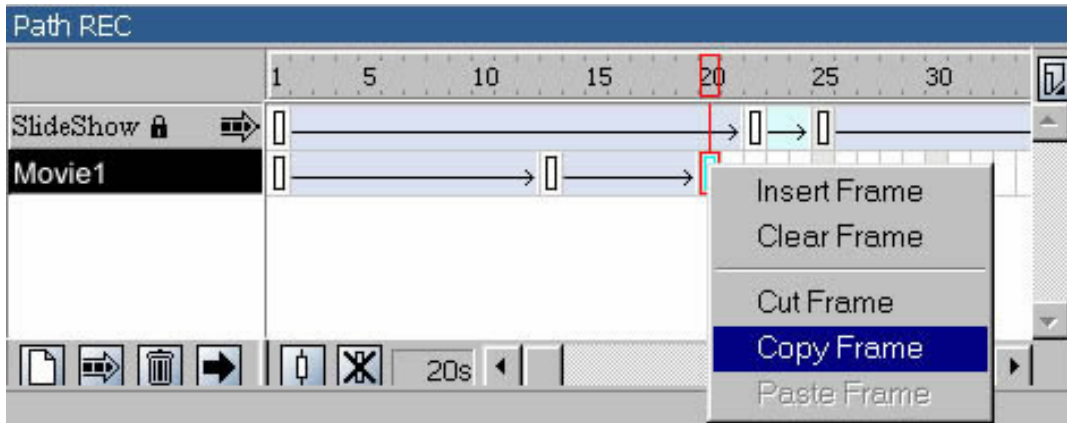 Path REC
1 5 10 15 20 25 30
SlideShow
Movie1
Insert Frame
Clear Frame
Cut Frame
Copy Frame
Paste Frame
20s